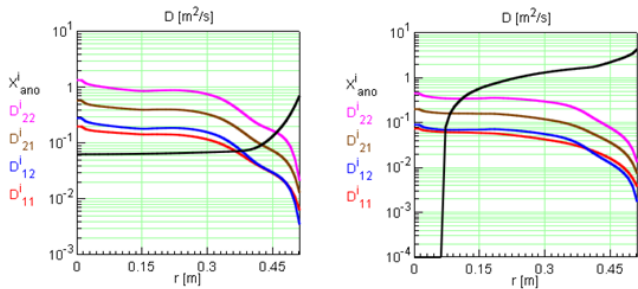 D [m²/s]
10¹
χⁱano
10⁰
Dⁱ22
Dⁱ21
10⁻¹
Dⁱ12
10⁻²
Dⁱ11
10⁻³
0 0.15 0.3 0.45
r [m]
D [m²/s]
10¹
1
χⁱano
10⁻¹
Dⁱ22
Dⁱ21
10⁻²
Dⁱ12
10⁻³
Dⁱ11
10⁻⁴
0 0.15 0.3 0.45
r [m]